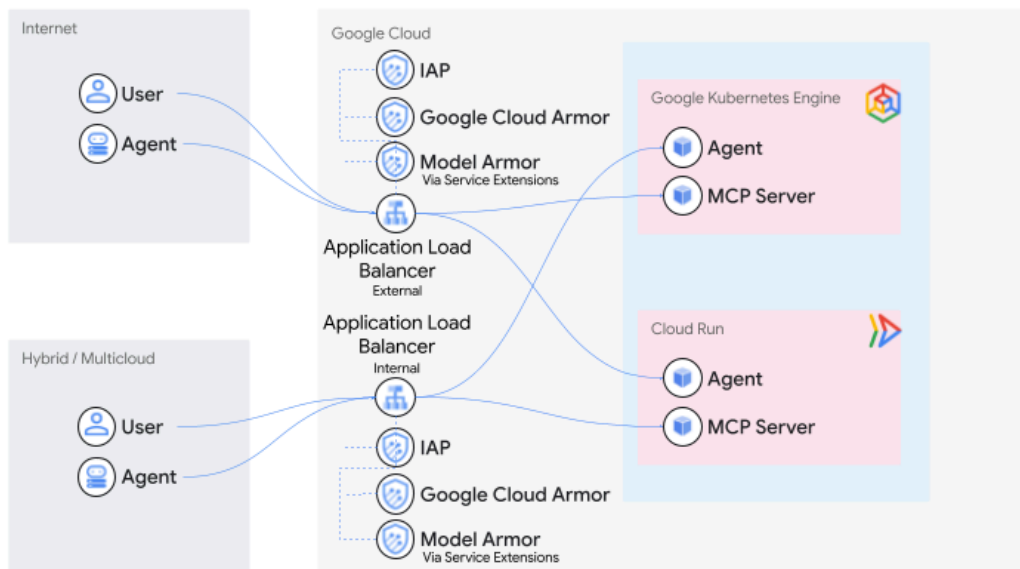 Internet
User
Agent
Hybrid / Multicloud
User
Agent
Google Cloud
IAP
Google Cloud Armor
Model Armor
Via Service Extensions
Application Load
Balancer
External
Application Load
Balancer
Internal
IAP
Google Cloud Armor
Model Armor
Via Service Extensions
Google Kubernetes Engine
Agent
MCP Server
Cloud Run
Agent
MCP Server